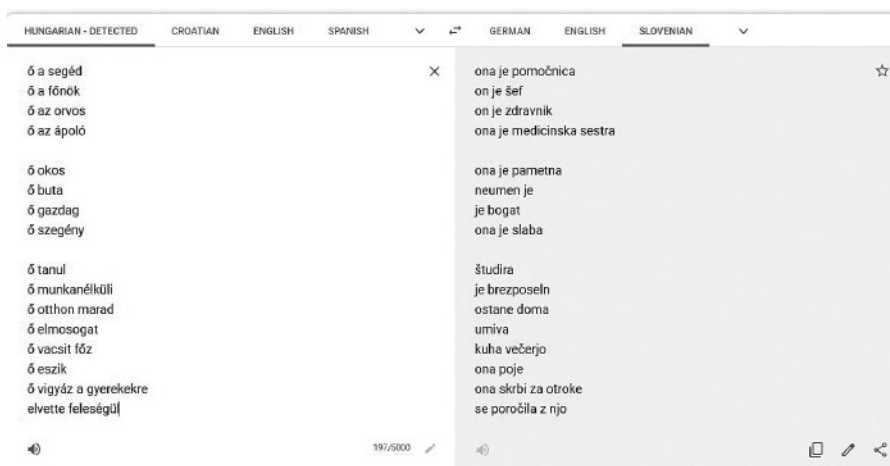 HUNGARIAN - DETECTED CROATIAN ENGLISH SPANISH GERMAN ENGLISH SLOVENIAN
ő a segéd
ő a főnök
ő az orvos
ő az ápoló
ő okos
ő buta
ő gazdag
ő szegény
ő tanul
ő munkanélküli
ő otthon marad
ő elmosogat
ő vacsit főz
ő eszik
ő vigyáz a gyerekekre
elvette feleségül
197/5000
ona je pomočnica
on je šef
on je zdravnik
ona je medicinska sestra
ona je pametna
neumen je
je bogat
ona je slaba
študira
je brezposeln
ostane doma
umiva
kuha večerjo
ona poje
ona skrbi za otroke
se poročila z njo